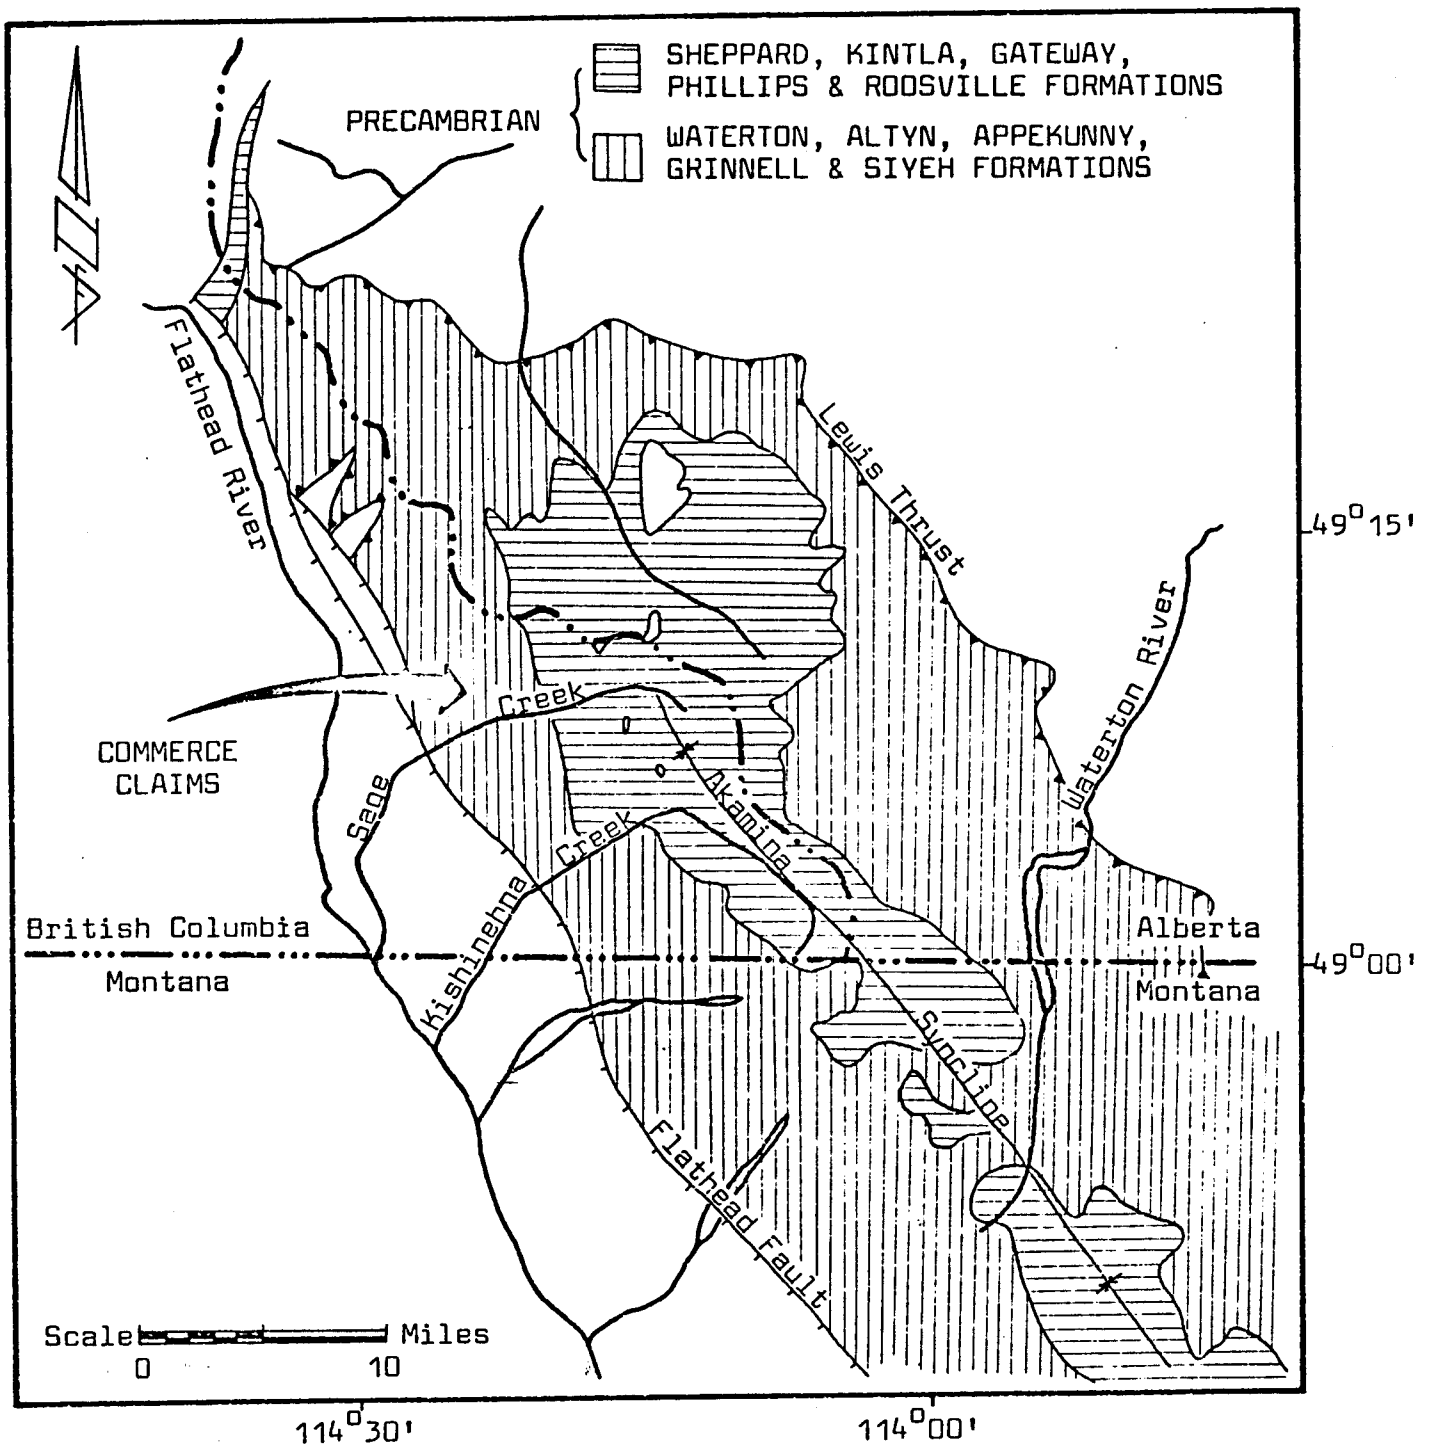 SHEPPARD, KINTLA, GATEWAY,
PHILLIPS & ROOSVILLE FORMATIONS
PRECAMBRIAN
WATERTON, ALTYN, APPEKUNNY,
GRINNELL & SIYEH FORMATIONS
N
Flathead River
Lewis Thrust
49° 15'
Waterton River
COMMERCE
CLAIMS
Sage Creek
Akamina Syncline
Kishinehna Creek
British Columbia
Montana
Alberta
Montana
49° 00'
Flathead Fault
Scale Miles
0 10
114° 30'
114° 00'